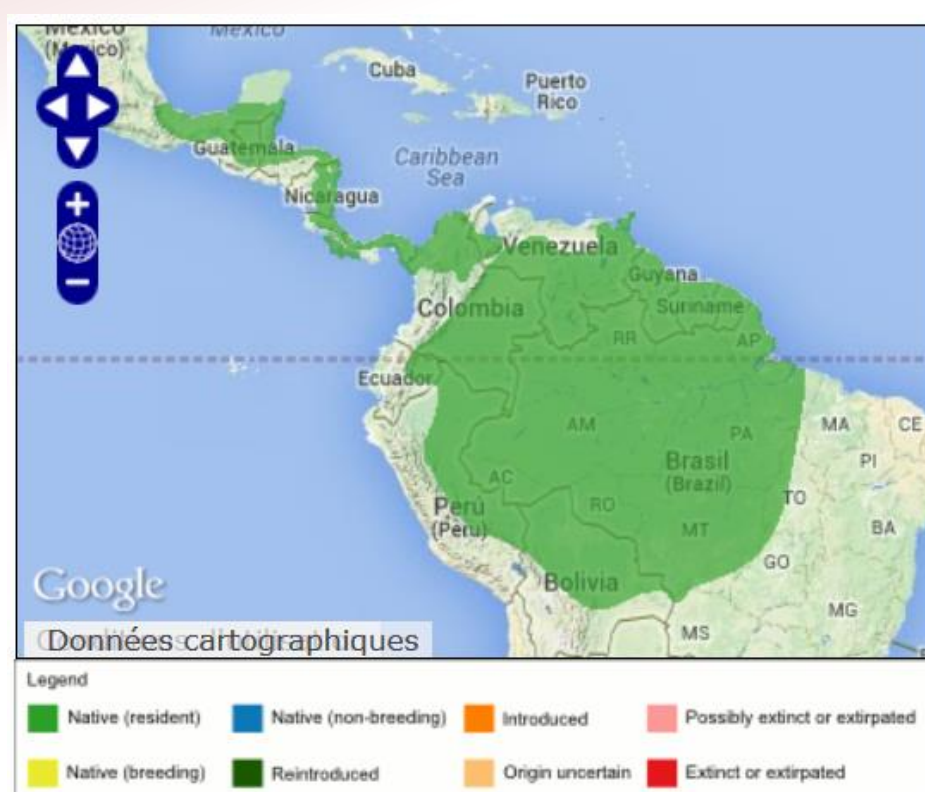 Mexico
(Mexico)
México
Cuba
Puerto
Rico
Guatemala
Caribbean
Sea
Nicaragua
Venezuela
Guyana
Colombia
Suriname
RR
AP
Ecuador
AM
PA
MA
CE
Brasil
(Brazil)
PI
AC
RO
TO
Perú
(Peru)
MT
BA
GO
Bolivia
Google
MG
MS
Données cartographiques
Legend
Native (resident)
Native (non-breeding)
Introduced
Possibly extinct or extirpated
Native (breeding)
Reintroduced
Origin uncertain
Extinct or extirpated